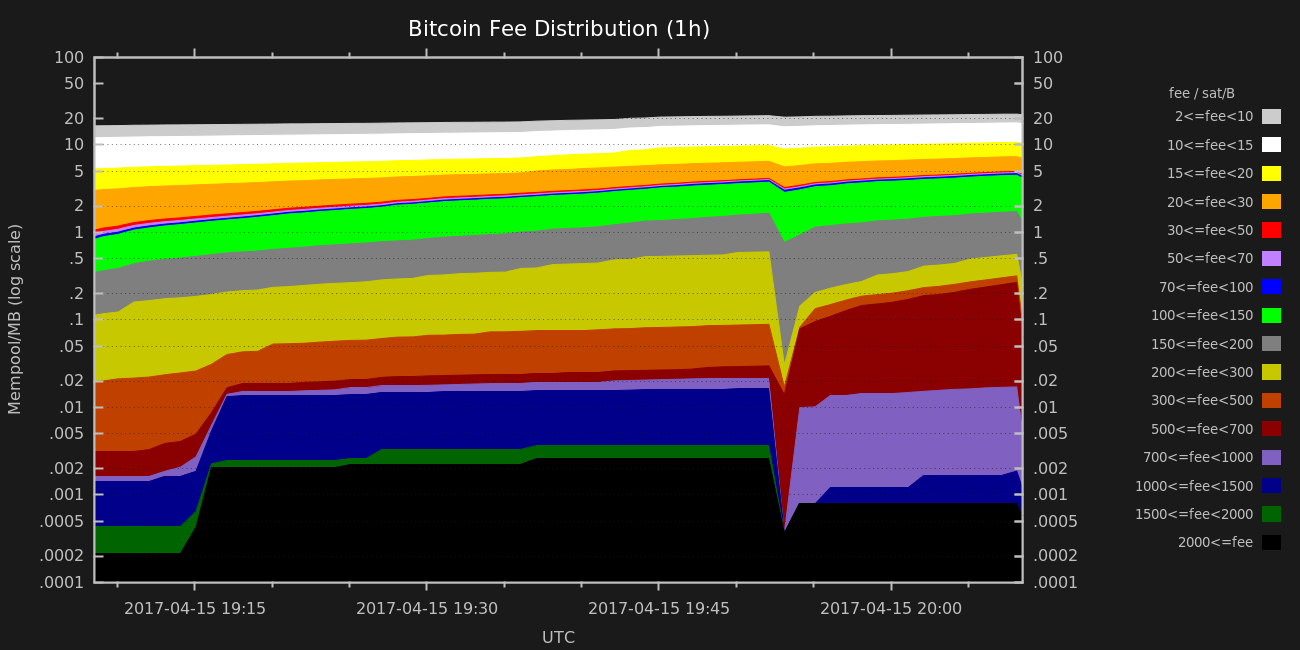 Bitcoin Fee Distribution (1h)
Mempool/MB (log scale)
100
50
20
10
5
2
1
.5
.2
.1
.05
.02
.01
.005
.002
.001
.0005
.0002
.0001
100
50
20
10
5
2
1
.5
.2
.1
.05
.02
.01
.005
.002
.001
.0005
.0002
.0001
2017-04-15 19:15
2017-04-15 19:30
2017-04-15 19:45
2017-04-15 20:00
UTC
fee / sat/B
2<=fee<10
10<=fee<15
15<=fee<20
20<=fee<30
30<=fee<50
50<=fee<70
70<=fee<100
100<=fee<150
150<=fee<200
200<=fee<300
300<=fee<500
500<=fee<700
700<=fee<1000
1000<=fee<1500
1500<=fee<2000
2000<=fee